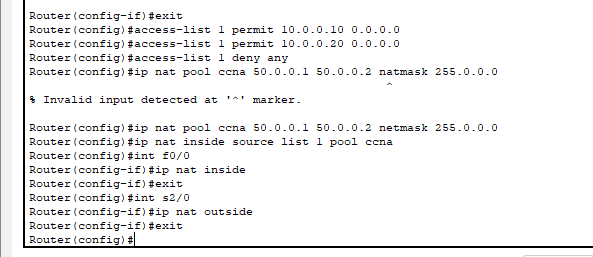 Router(config-if)#exit
Router(config)#access-list 1 permit 10.0.0.10 0.0.0.0
Router(config)#access-list 1 permit 10.0.0.20 0.0.0.0
Router(config)#access-list 1 deny any
Router(config)#ip nat pool ccna 50.0.0.1 50.0.0.2 natmask 255.0.0.0
^
% Invalid input detected at '^' marker.
Router(config)#ip nat pool ccna 50.0.0.1 50.0.0.2 netmask 255.0.0.0
Router(config)#ip nat inside source list 1 pool ccna
Router(config)#int f0/0
Router(config-if)#ip nat inside
Router(config-if)#exit
Router(config)#int s2/0
Router(config-if)#ip nat outside
Router(config-if)#exit
Router(config)#